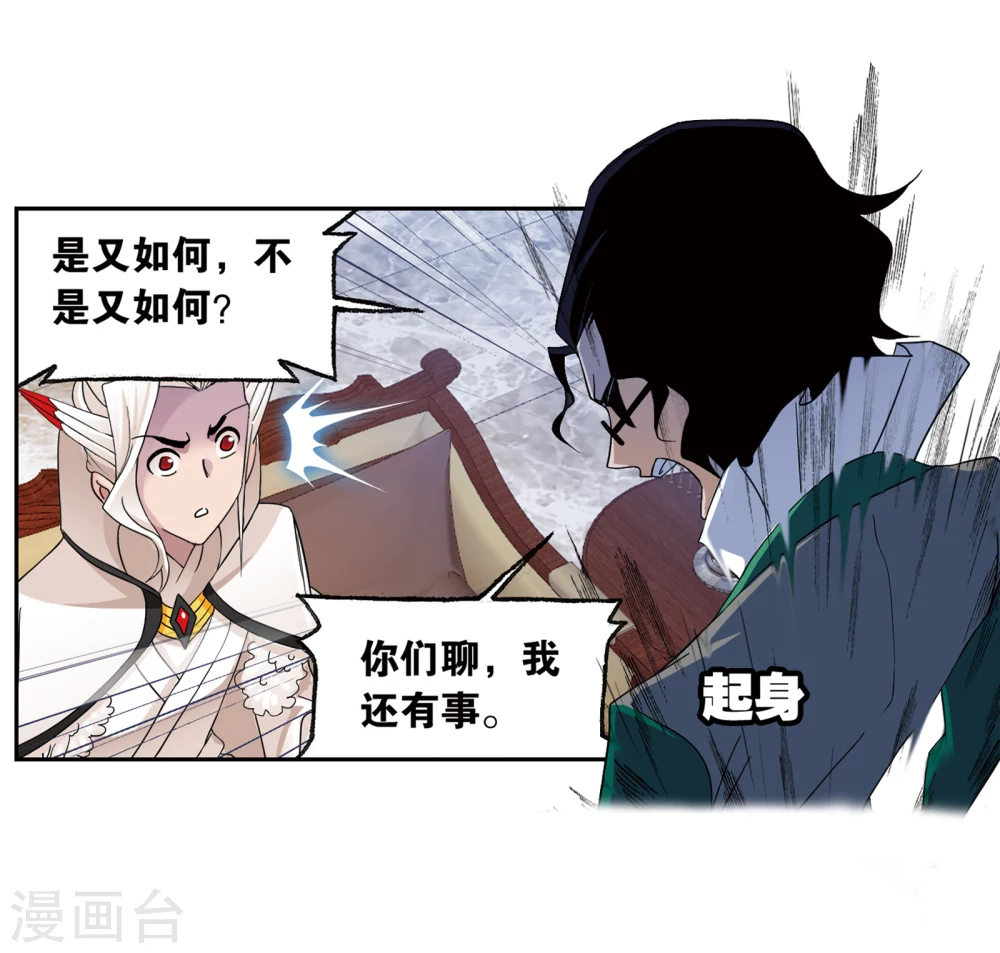 是又如何，不
是又如何？
你们聊，我
还有事。
起身
漫画台